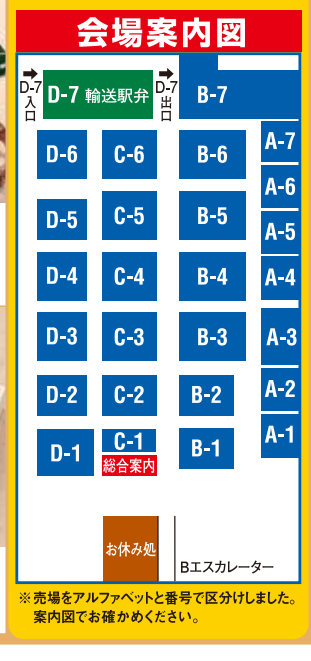 会場案内図
D-7入口
D-7 輸送駅弁
D-7出口
B-7
D-6
C-6
B-6
A-7
A-6
D-5
C-5
B-5
A-5
D-4
C-4
B-4
A-4
D-3
C-3
B-3
A-3
D-2
C-2
B-2
A-2
D-1
C-1
総合案内
B-1
A-1
お休み処
Bエスカレーター
※売場をアルファベットと番号で区分けしました。
案内図でお確かめください。